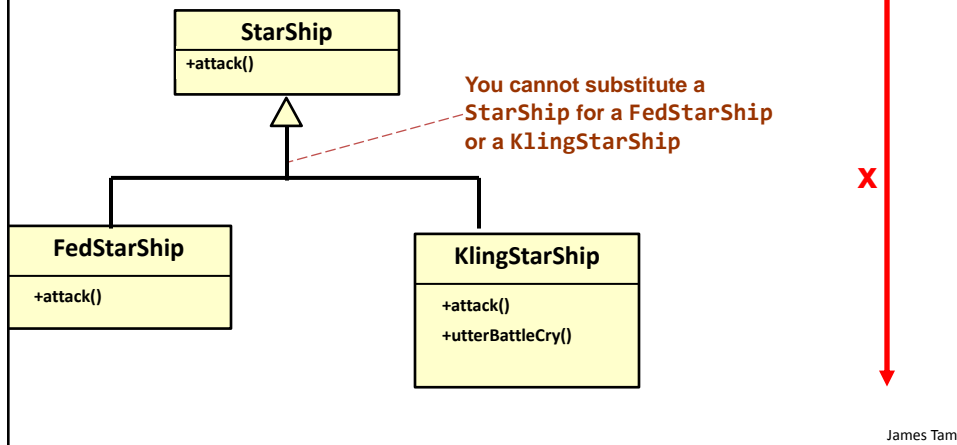 StarShip
+attack()
You cannot substitute a
StarShip for a FedStarShip
or a KlingStarShip
X
FedStarShip
+attack()
KlingStarShip
+attack()
+utterBattleCry()
James Tam